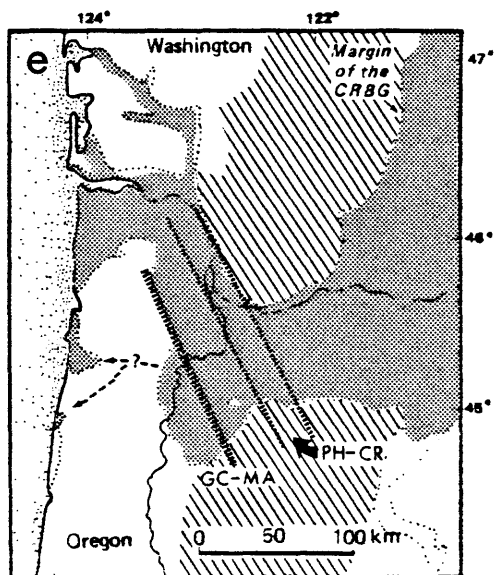 124° 122°
e
Washington
Margin
of the
CRBG
47°
46°
?
45°
PH-CR
GC-MA
Oregon
0 50 100 km